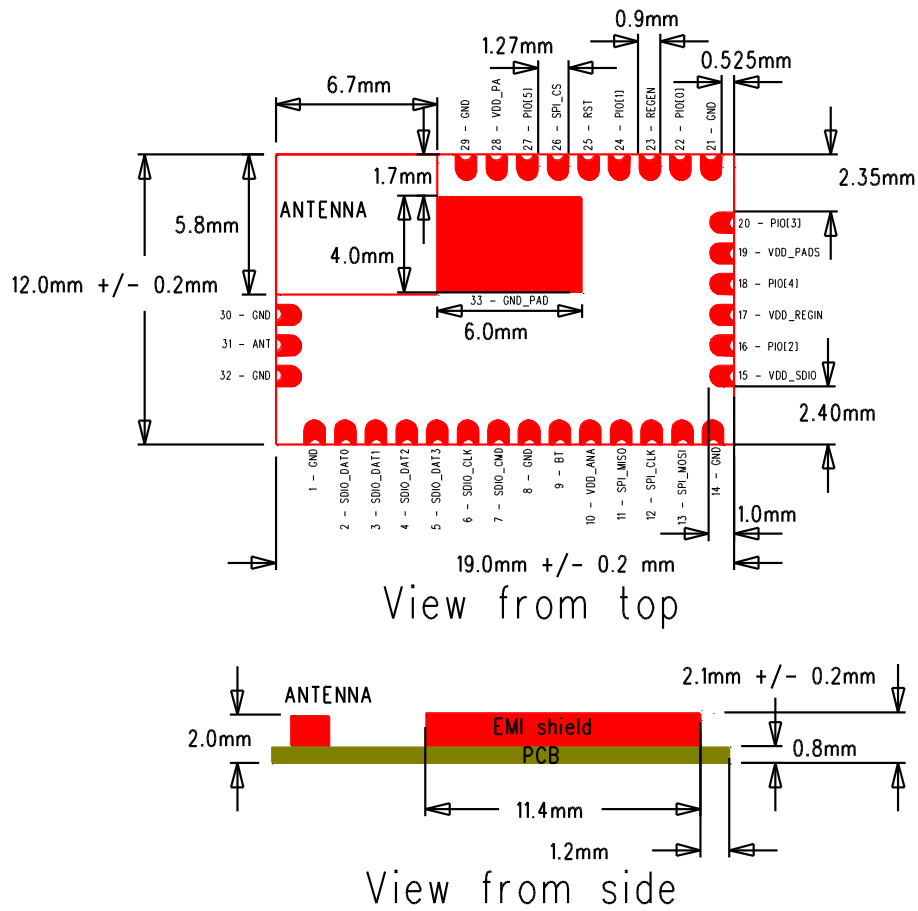 0.9mm
1.27mm
0.525mm
6.7mm
29 - GND
28 - VDD_PA
27 - PIO[5]
26 - SPI_CS
25 - RST
24 - PIO[1]
23 - REGEN
22 - PIO[0]
21 - GND
1.7mm
2.35mm
ANTENNA
5.8mm
4.0mm
12.0mm +/- 0.2mm
20 - PIO[3]
19 - VDD_PADS
18 - PIO[4]
17 - VDD_REGIN
16 - PIO[2]
15 - VDD_SDIO
33 - GND_PAD
6.0mm
30 - GND
31 - ANT
32 - GND
2.40mm
1 - GND
2 - SDIO_DAT0
3 - SDIO_DAT1
4 - SDIO_DAT2
5 - SDIO_DAT3
6 - SDIO_CLK
7 - SDIO_CMD
8 - GND
9 - BT
10 - VDD_ANA
11 - SPI_MISO
12 - SPI_CLK
13 - SPI_MOSI
14 - GND
1.0mm
19.0mm +/- 0.2 mm
View from top
2.1mm +/- 0.2mm
ANTENNA
2.0mm
EMI shield
0.8mm
PCB
11.4mm
1.2mm
View from side